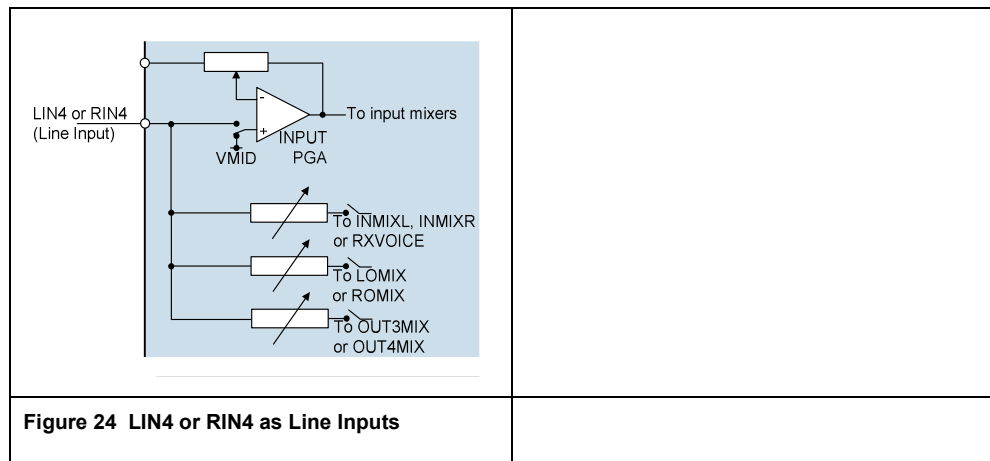 LIN4 or RIN4
(Line Input)
-
+
To input mixers
VMID
INPUT
PGA
To INMIXL, INMIXR
or RXVOICE
To LOMIX
or ROMIX
To OUT3MIX
or OUT4MIX
Figure 24 LIN4 or RIN4 as Line Inputs